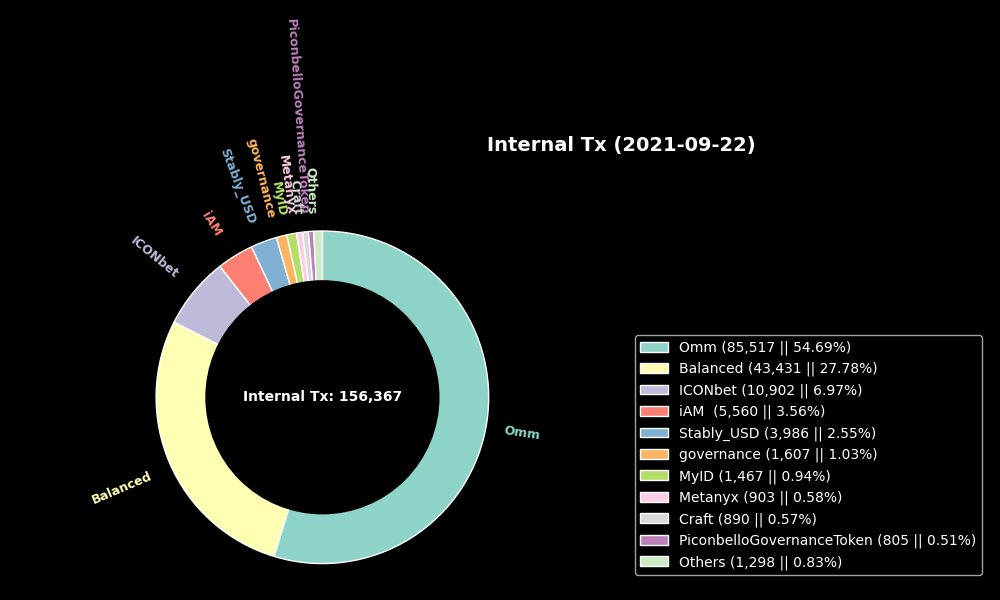 PiconbelloGovernanceToken
Internal Tx (2021-09-22)
governance
Stably_USD
Metanyx
Others
MyID
Craft
iAM
ICONbet
Omm (85,517 || 54.69%)
Balanced (43,431 || 27.78%)
ICONbet (10,902 || 6.97%)
iAM  (5,560 || 3.56%)
Stably_USD (3,986 || 2.55%)
governance (1,607 || 1.03%)
MyID (1,467 || 0.94%)
Metanyx (903 || 0.58%)
Craft (890 || 0.57%)
PiconbelloGovernanceToken (805 || 0.51%)
Others (1,298 || 0.83%)
Internal Tx: 156,367
Omm
Balanced